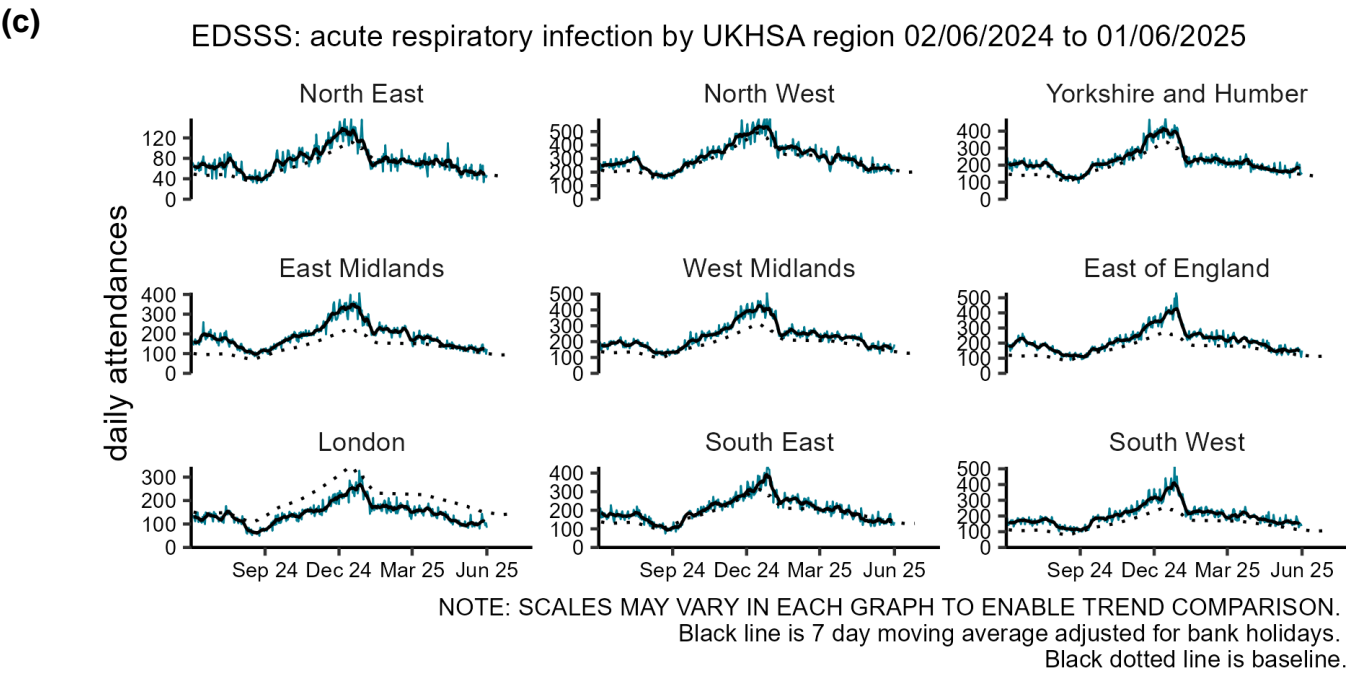 (c)
EDSSS: acute respiratory infection by UKHSA region 02/06/2024 to 01/06/2025
daily attendances
North East
120
80
40
0
North West
500
400
300
200
100
0
Yorkshire and Humber
400
300
200
100
0
East Midlands
400
300
200
100
0
West Midlands
500
400
300
200
100
0
East of England
500
400
300
200
100
0
London
300
200
100
0
Sep 24 Dec 24 Mar 25 Jun 25
South East
400
300
200
100
0
Sep 24 Dec 24 Mar 25 Jun 25
South West
500
400
300
200
100
0
Sep 24 Dec 24 Mar 25 Jun 25
NOTE: SCALES MAY VARY IN EACH GRAPH TO ENABLE TREND COMPARISON.
Black line is 7 day moving average adjusted for bank holidays.
Black dotted line is baseline.